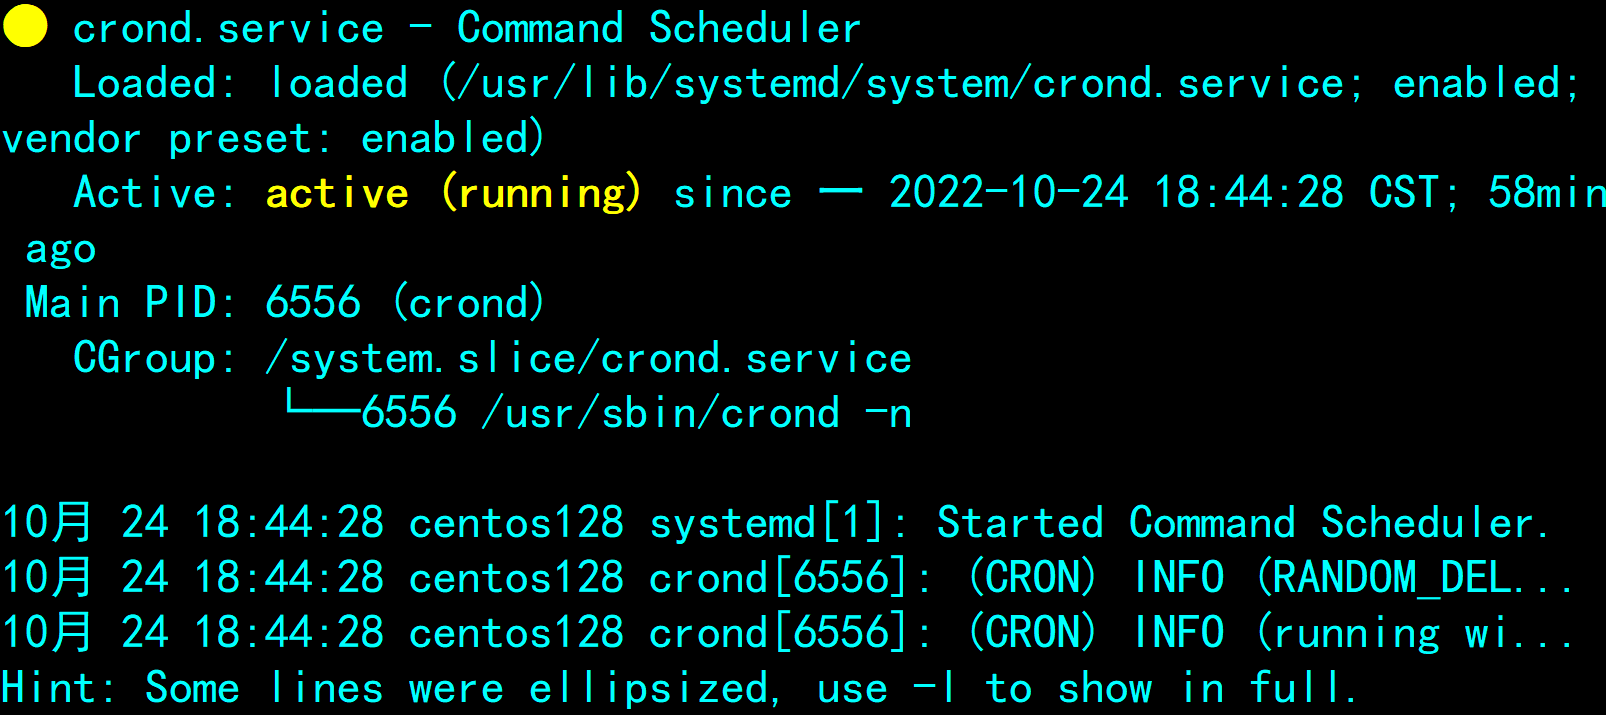 ● crond.service - Command Scheduler
   Loaded: loaded (/usr/lib/systemd/system/crond.service; enabled;
vendor preset: enabled)
   Active: active (running) since 一 2022-10-24 18:44:28 CST; 58min
 ago
 Main PID: 6556 (crond)
   CGroup: /system.slice/crond.service
           └─6556 /usr/sbin/crond -n

10月 24 18:44:28 centos128 systemd[1]: Started Command Scheduler.
10月 24 18:44:28 centos128 crond[6556]: (CRON) INFO (RANDOM_DEL...
10月 24 18:44:28 centos128 crond[6556]: (CRON) INFO (running wi...
Hint: Some lines were ellipsized, use -l to show in full.